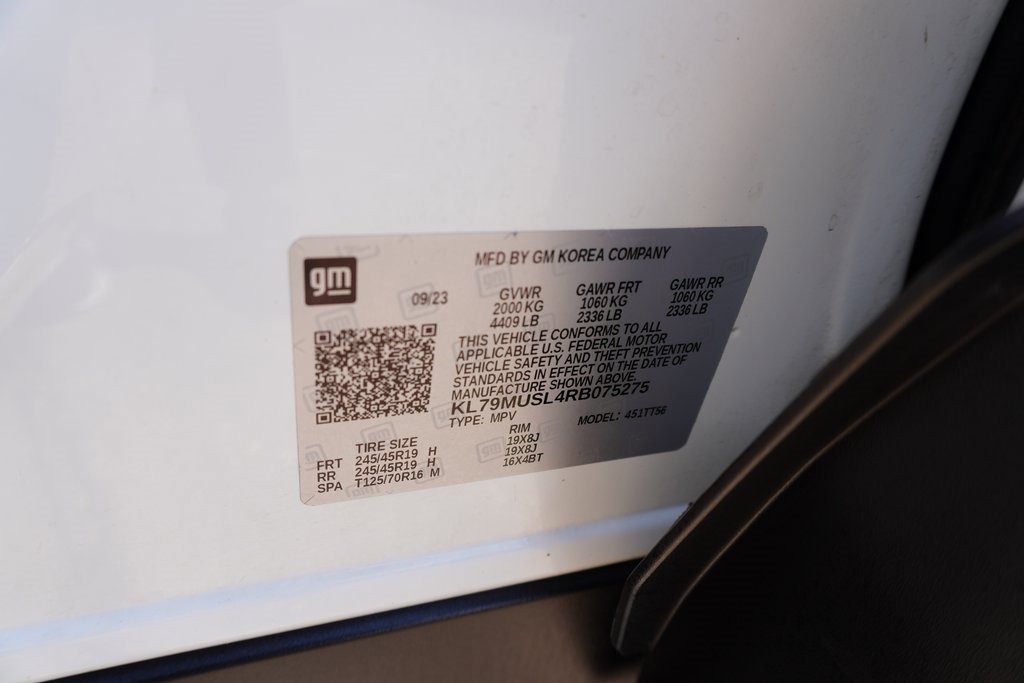 gm
MFD BY GM KOREA COMPANY
09/23
GVWR
2000 KG
4409 LB
GAWR FRT
1060 KG
2336 LB
GAWR RR
1060 KG
2336 LB
THIS VEHICLE CONFORMS TO ALL
APPLICABLE U.S. FEDERAL MOTOR
VEHICLE SAFETY AND THEFT PREVENTION
STANDARDS IN EFFECT ON THE DATE OF
MANUFACTURE SHOWN ABOVE.
KL79MUSL4RB075275
TYPE: MPV MODEL: 451TT56
TIRE SIZE RIM
FRT 245/45R19 H 19X8J
RR 245/45R19 H 19X8J
SPA T125/70R16 M 16X4BT